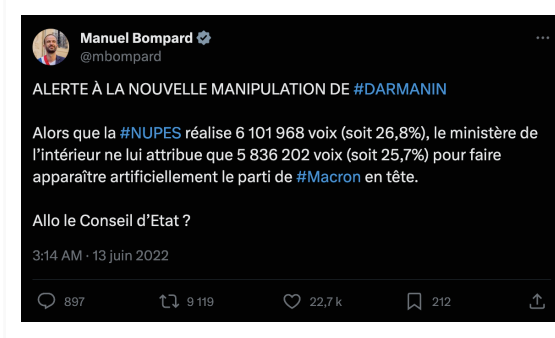 Manuel Bompard
@mbompard
ALERTE À LA NOUVELLE MANIPULATION DE #DARMANIN
Alors que la #NUPES réalise 6 101 968 voix (soit 26,8%), le ministère de
l'intérieur ne lui attribue que 5 836 202 voix (soit 25,7%) pour faire
apparaître artificiellement le parti de #Macron en tête.
Allo le Conseil d'Etat ?
3:14 AM · 13 juin 2022
897 9 119 22,7 k 212